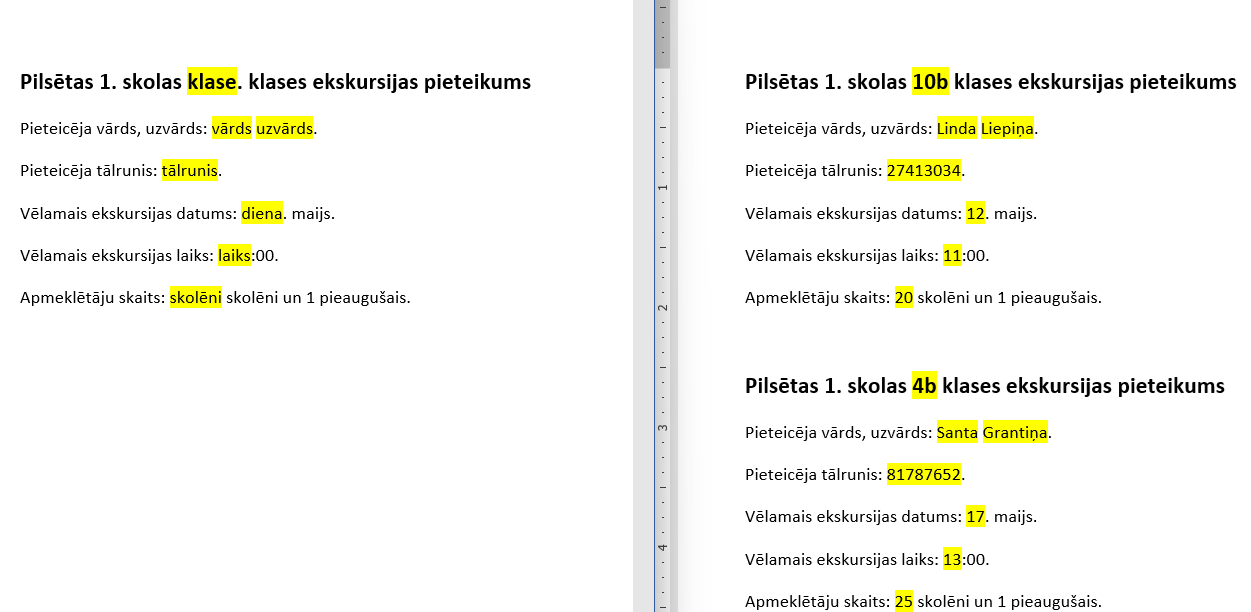 Pilsētas 1. skolas klase. klases ekskursijas pieteikums
Pieteicēja vārds, uzvārds: vārds uzvārds.
Pieteicēja tālrunis: tālrunis.
Vēlamais ekskursijas datums: diena. maijs.
Vēlamais ekskursijas laiks: laiks:00.
Apmeklētāju skaits: skolēni skolēni un 1 pieaugušais.
1
2
3
4
Pilsētas 1. skolas 10b klases ekskursijas pieteikums
Pieteicēja vārds, uzvārds: Linda Liepiņa.
Pieteicēja tālrunis: 27413034.
Vēlamais ekskursijas datums: 12. maijs.
Vēlamais ekskursijas laiks: 11:00.
Apmeklētāju skaits: 20 skolēni un 1 pieaugušais.
Pilsētas 1. skolas 4b klases ekskursijas pieteikums
Pieteicēja vārds, uzvārds: Santa Grantiņa.
Pieteicēja tālrunis: 81787652.
Vēlamais ekskursijas datums: 17. maijs.
Vēlamais ekskursijas laiks: 13:00.
Apmeklētāju skaits: 25 skolēni un 1 pieaugušais.